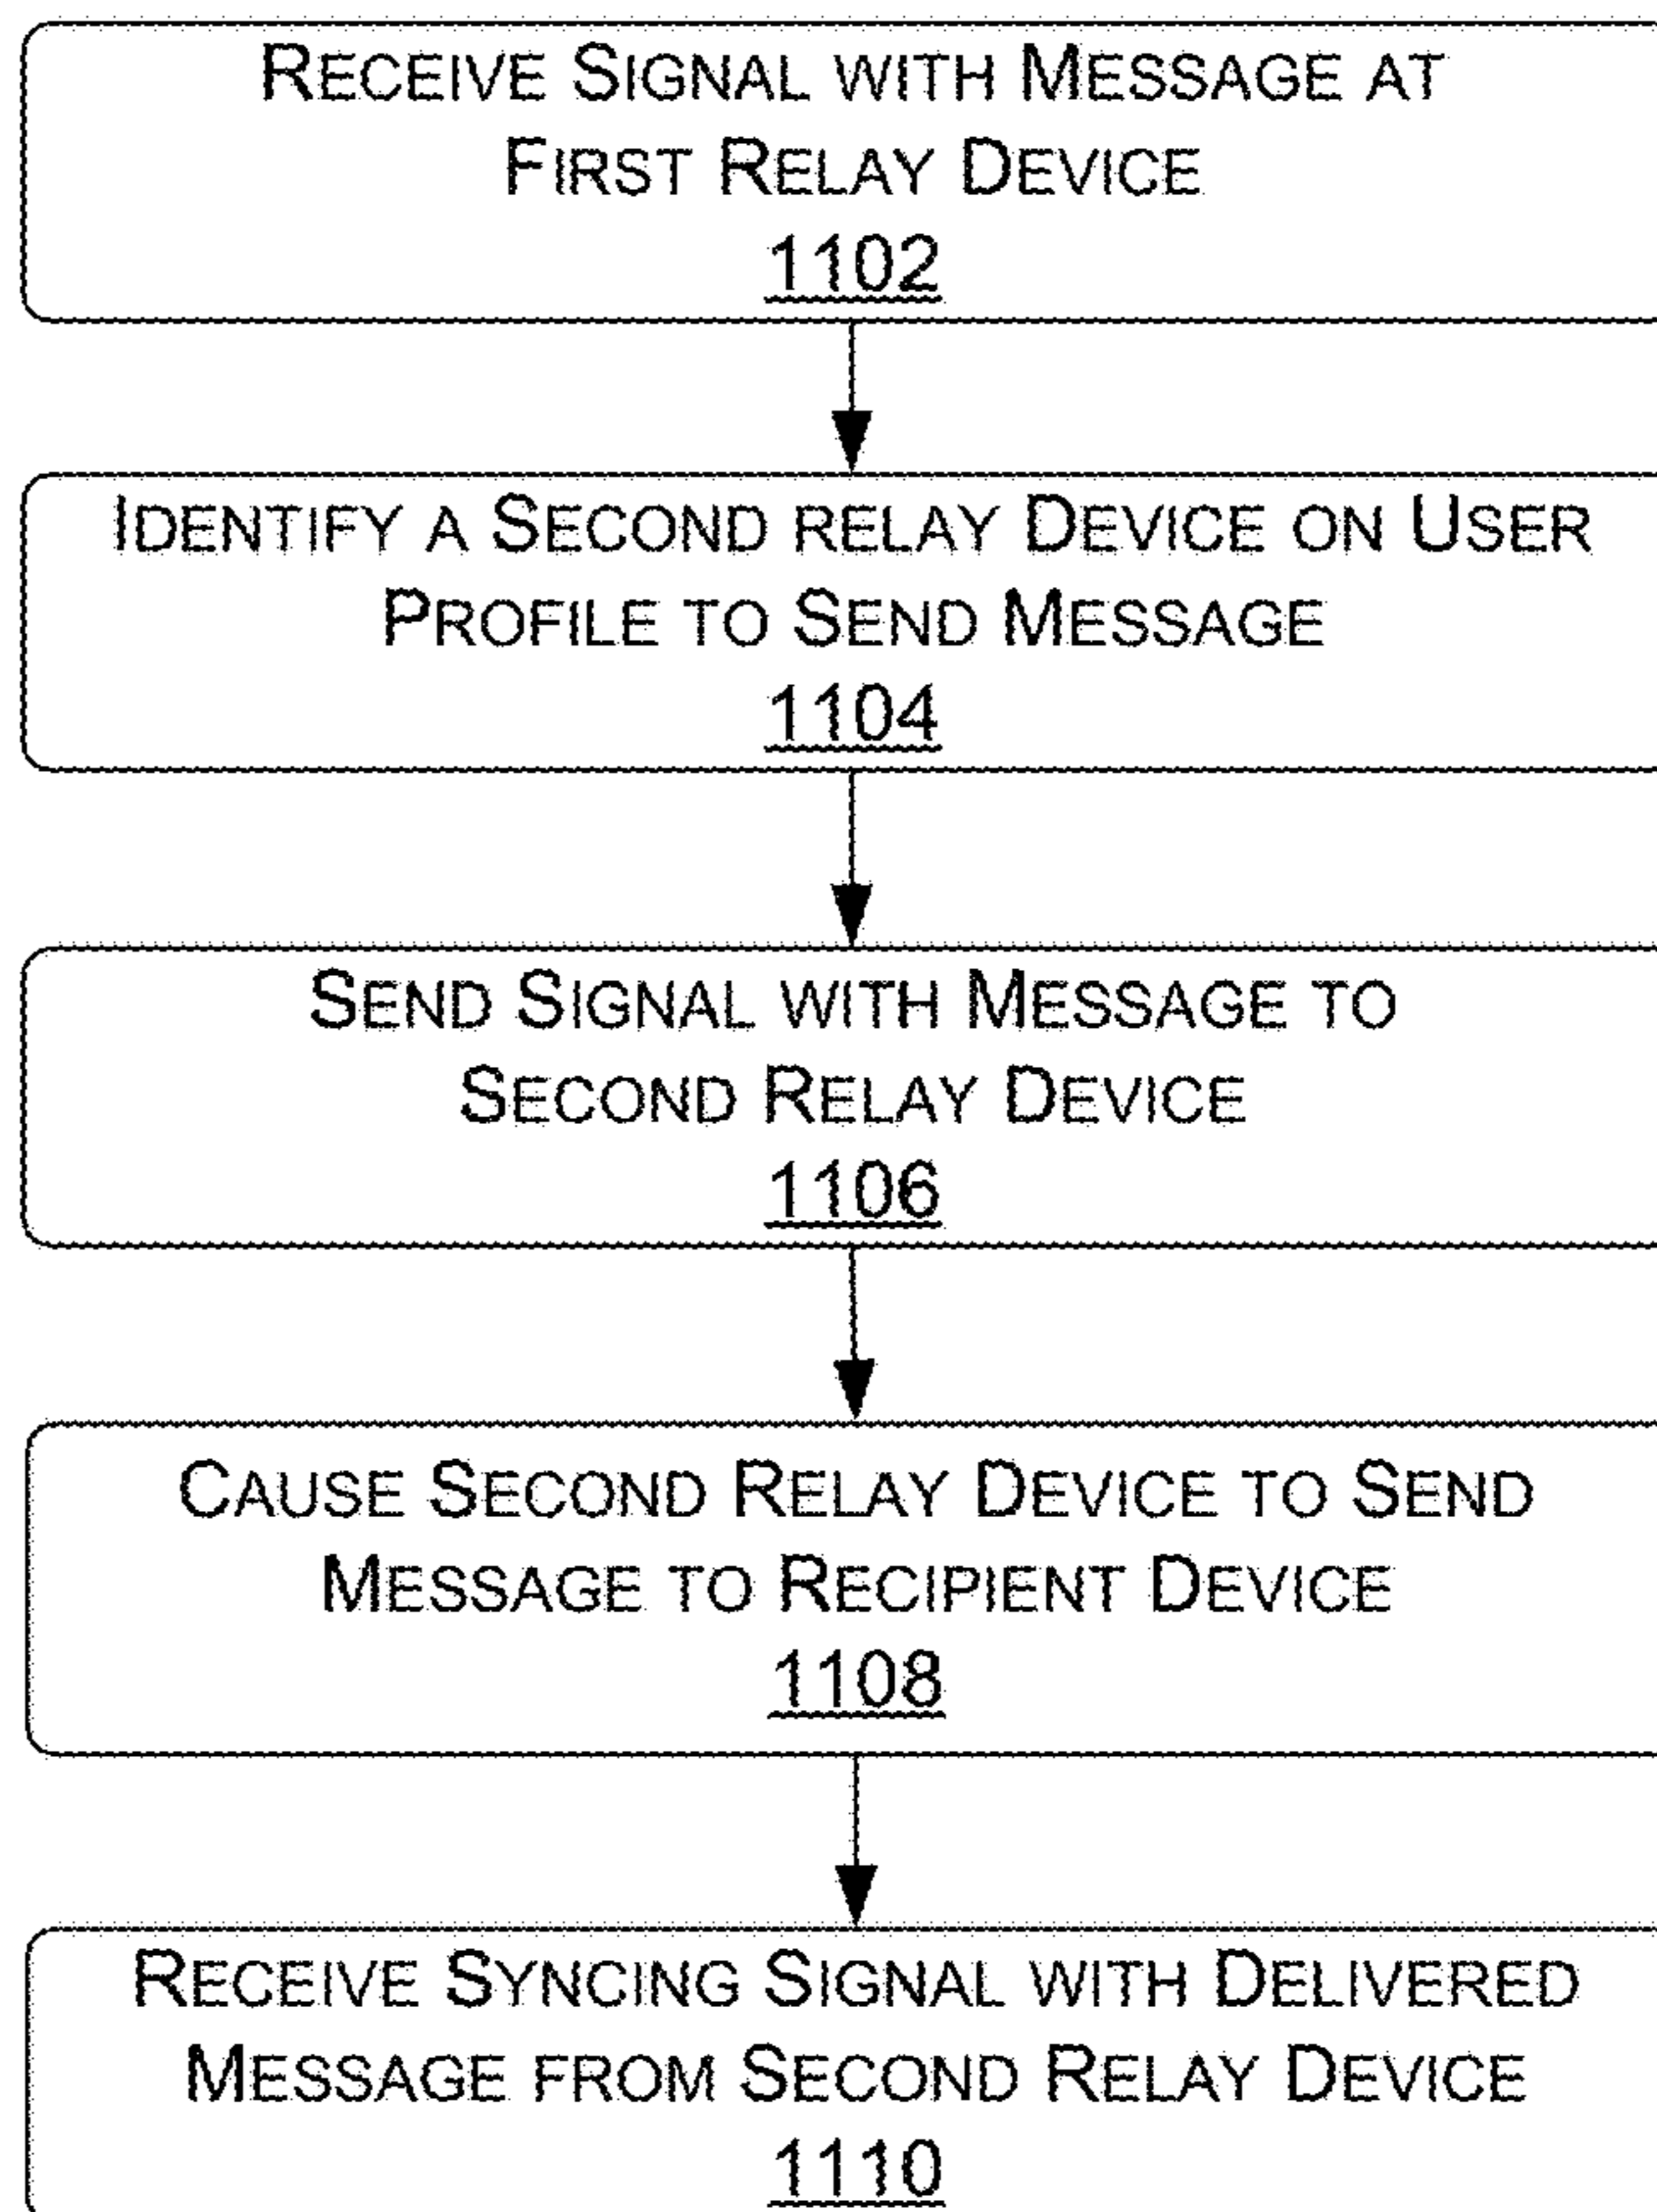 RECEIVE SIGNAL WITH MESSAGE AT
FIRST RELAY DEVICE
1102
IDENTIFY A SECOND RELAY DEVICE ON USER
PROFILE TO SEND MESSAGE
1104
SEND SIGNAL WITH MESSAGE TO
SECOND RELAY DEVICE
1106
CAUSE SECOND RELAY DEVICE TO SEND
MESSAGE TO RECIPIENT DEVICE
1108
RECEIVE SYNCING SIGNAL WITH DELIVERED
MESSAGE FROM SECOND RELAY DEVICE
1110